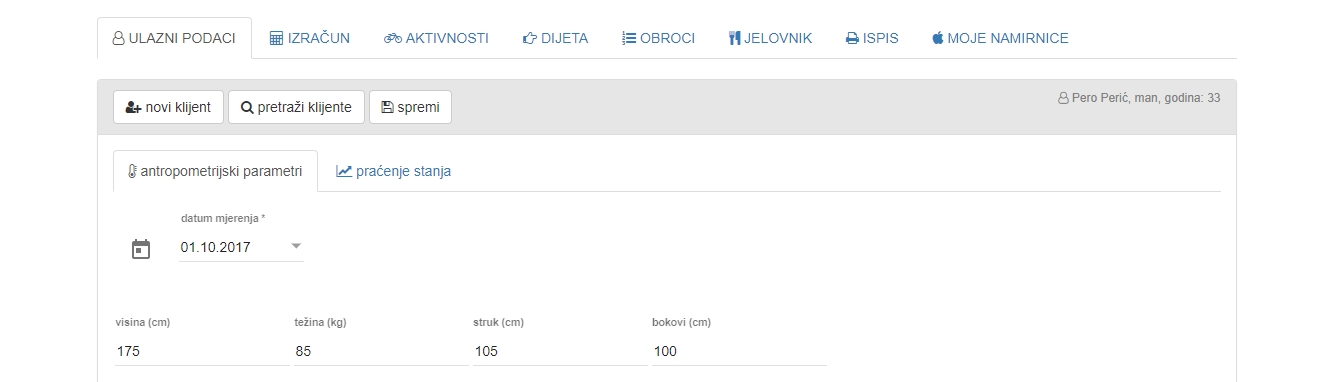 ULAZNI PODACI IZRAČUN AKTIVNOSTI DIJETA OBROCI JELOVNIK ISPIS MOJE NAMIRNICE
novi klijent pretraži klijente spremi Pero Perić, man, godina: 33
antropometrijski parametri praćenje stanja
datum mjerenja *
01.10.2017
visina (cm) težina (kg) struk (cm) bokovi (cm)
175 85 105 100